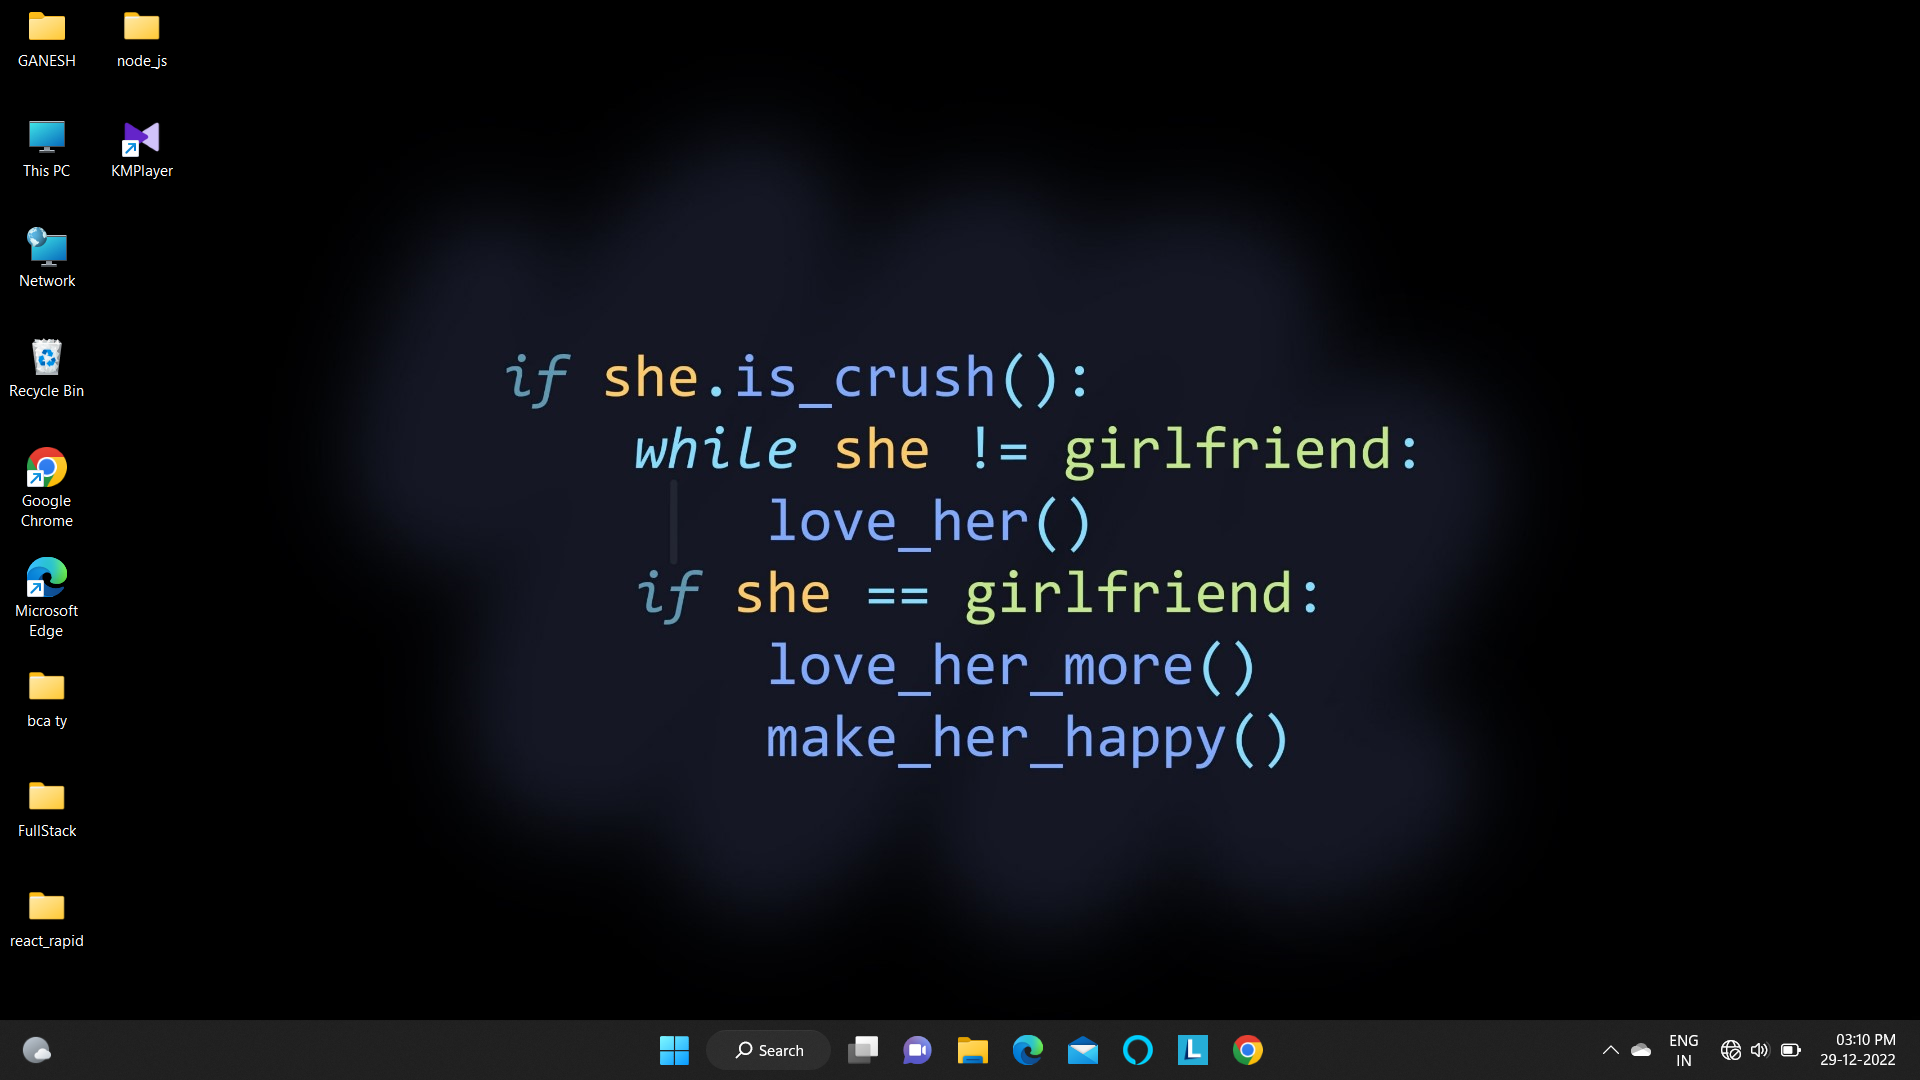 GANESH
node_js
This PC
KMPlayer
Network
Recycle Bin
Google
Chrome
Microsoft
Edge
bca ty
FullStack
react_rapid
if she.is_crush():
while she != girlfriend:
love_her()
if she == girlfriend:
love_her_more()
make_her_happy()
Search
L
ENG
IN
03:10 PM
29-12-2022